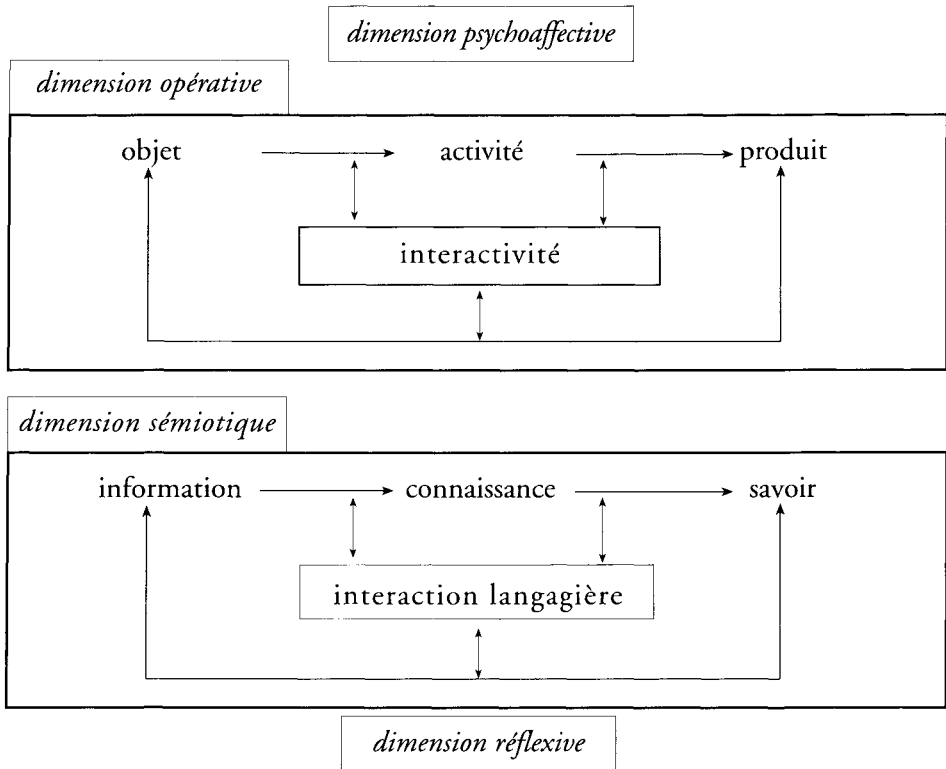 dimension psychoaffective
dimension opérative
objet activité produit
interactivité
dimension sémiotique
information connaissance savoir
interaction langagière
dimension réflexive